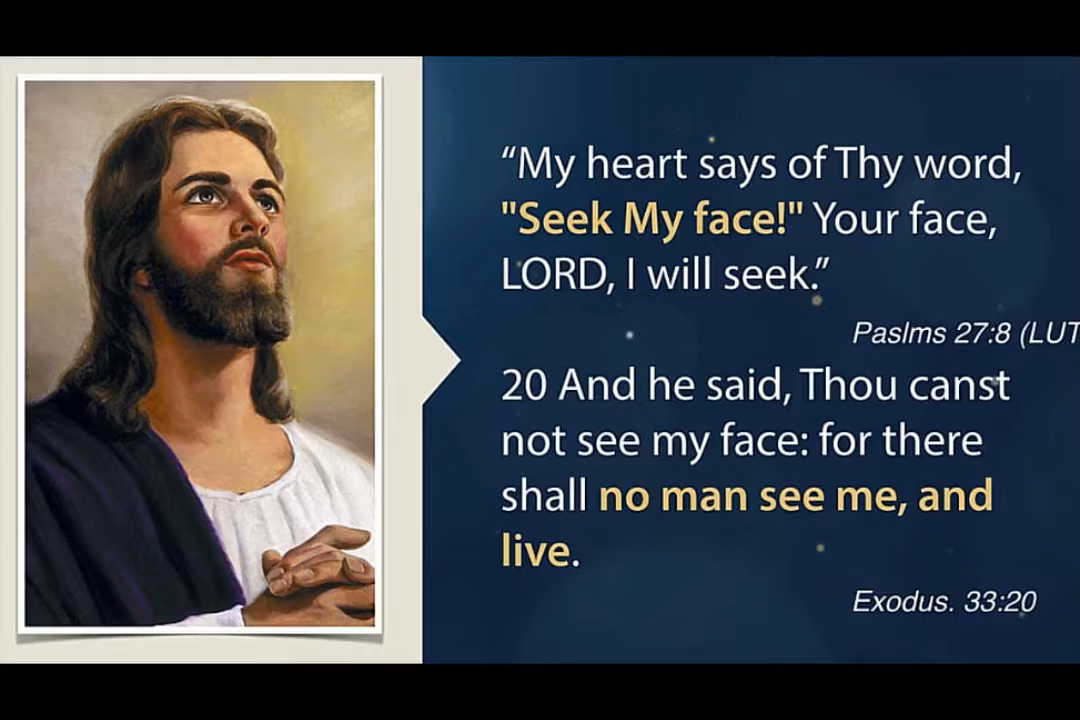 “My heart says of Thy word,
"Seek My face!" Your face,
LORD, I will seek.”
Paslms 27:8 (LUT
20 And he said, Thou canst
not see my face: for there
shall no man see me, and
live.
Exodus. 33:20